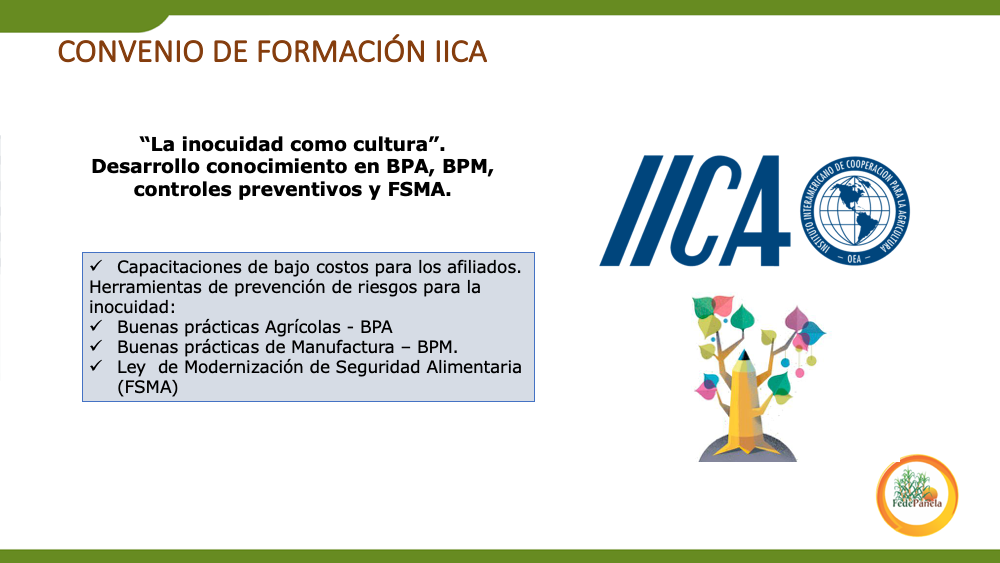 CONVENIO DE FORMACIÓN IICA
“La inocuidad como cultura”.
Desarrollo conocimiento en BPA, BPM,
controles preventivos y FSMA.
✓ Capacitaciones de bajo costos para los afiliados.
Herramientas de prevención de riesgos para la
inocuidad:
✓ Buenas prácticas Agrícolas - BPA
✓ Buenas prácticas de Manufactura – BPM.
✓ Ley de Modernización de Seguridad Alimentaria
(FSMA)
IICA
INSTITUTO INTERAMERICANO DE COOPERACION PARA LA AGRICULTURA
- OEA -
FedePanela